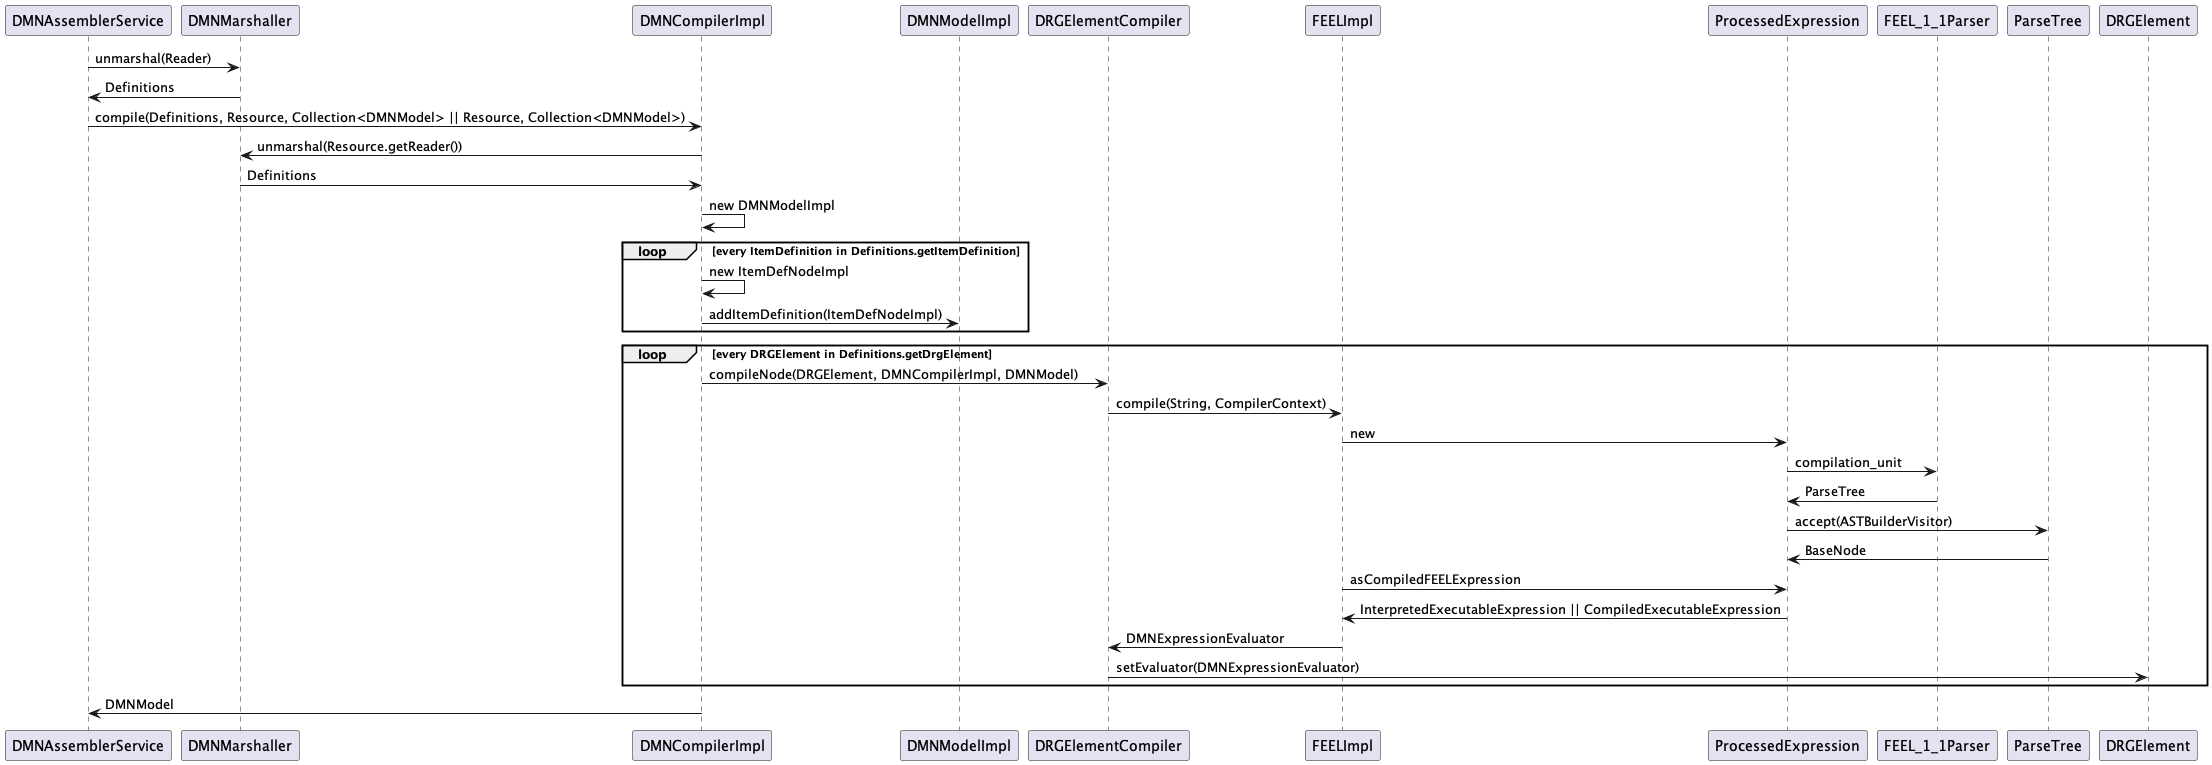 DMNAssemblerService
DMNMarshaller
DMNCompilerImpl
DMNModelImpl
DRGElementCompiler
FEELImpl
ProcessedExpression
FEEL_1_1Parser
ParseTree
DRGElement
unmarshal(Reader)
Definitions
compile(Definitions, Resource, Collection<DMNModel> || Resource, Collection<DMNModel>)
unmarshal(Resource.getReader())
Definitions
new DMNModelImpl
loop [every ItemDefinition in Definitions.getItemDefinition]
new ItemDefNodeImpl
addItemDefinition(ItemDefNodeImpl)
loop [every DRGElement in Definitions.getDrgElement]
compileNode(DRGElement, DMNCompilerImpl, DMNModel)
compile(String, CompilerContext)
new
compilation_unit
ParseTree
accept(ASTBuilderVisitor)
BaseNode
asCompiledFEELExpression
InterpretedExecutableExpression || CompiledExecutableExpression
DMNExpressionEvaluator
setEvaluator(DMNExpressionEvaluator)
DMNModel
DMNAssemblerService
DMNMarshaller
DMNCompilerImpl
DMNModelImpl
DRGElementCompiler
FEELImpl
ProcessedExpression
FEEL_1_1Parser
ParseTree
DRGElement